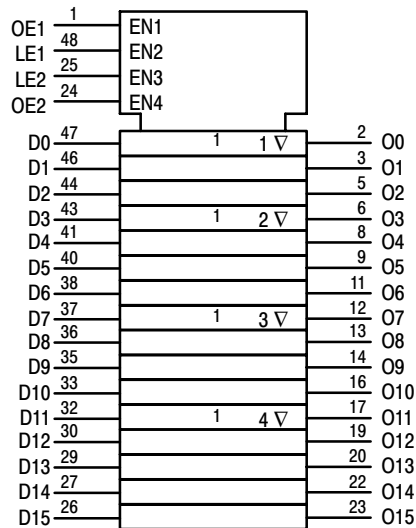 OE1 1 EN1
LE1 48 EN2
LE2 25 EN3
OE2 24 EN4
D0 47 1 1 ∇ 2 O0
D1 46 3 O1
D2 44 5 O2
D3 43 1 2 ∇ 6 O3
D4 41 8 O4
D5 40 9 O5
D6 38 11 O6
D7 37 1 3 ∇ 12 O7
D8 36 13 O8
D9 35 14 O9
D10 33 16 O10
D11 32 1 4 ∇ 17 O11
D12 30 19 O12
D13 29 20 O13
D14 27 22 O14
D15 26 23 O15